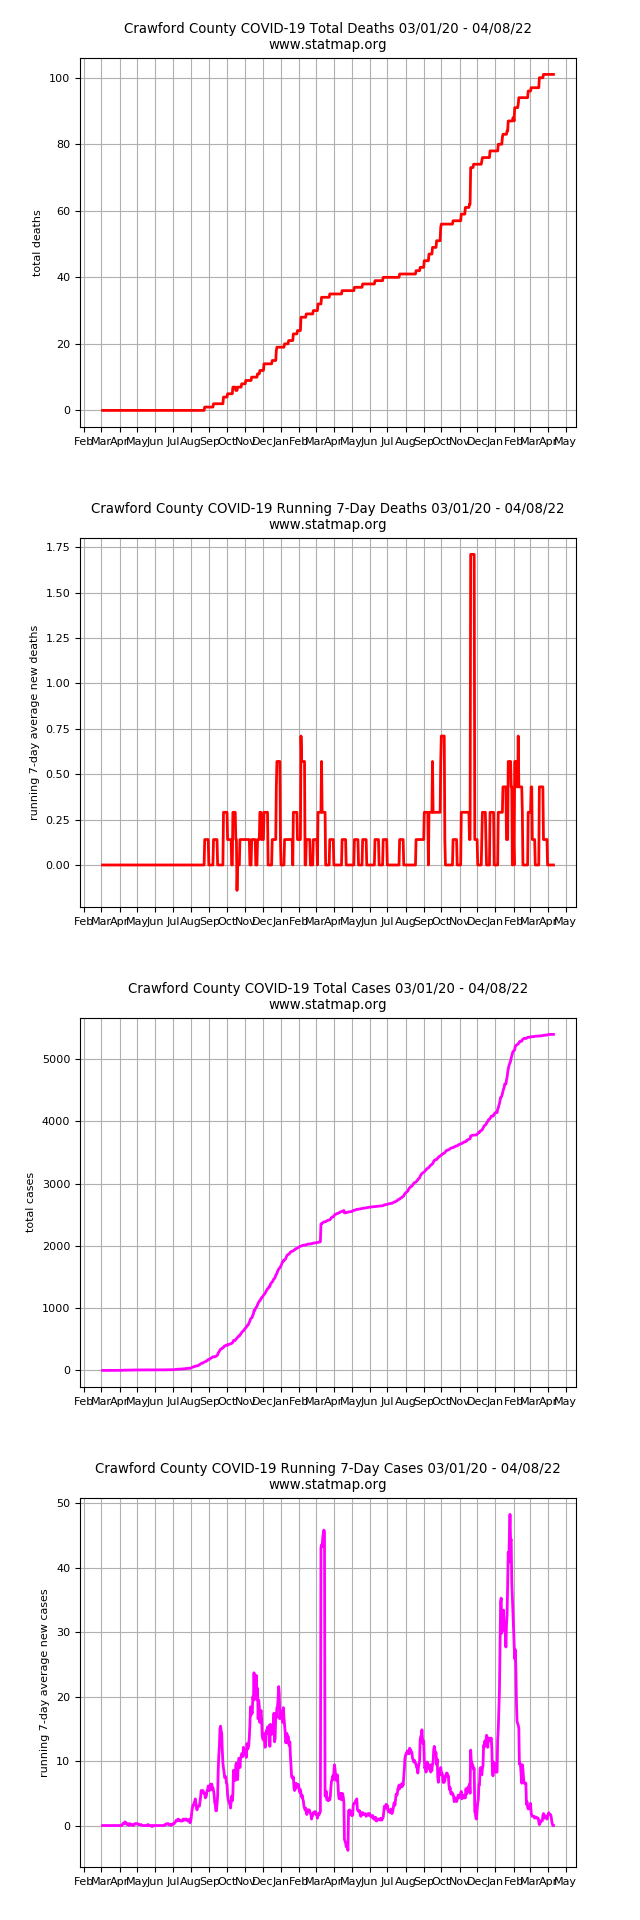 Crawford County COVID-19 Total Deaths 03/01/20 - 04/08/22
www.statmap.org
100
80
60
40
20
0
total deaths
Feb Mar Apr May Jun Jul Aug Sep Oct Nov Dec Jan Feb Mar Apr May Jun Jul Aug Sep Oct Nov Dec Jan Feb Mar Apr May
Crawford County COVID-19 Running 7-Day Deaths 03/01/20 - 04/08/22
www.statmap.org
1.75
1.50
1.25
1.00
0.75
0.50
0.25
0.00
running 7-day average new deaths
Feb Mar Apr May Jun Jul Aug Sep Oct Nov Dec Jan Feb Mar Apr May Jun Jul Aug Sep Oct Nov Dec Jan Feb Mar Apr May
Crawford County COVID-19 Total Cases 03/01/20 - 04/08/22
www.statmap.org
5000
4000
3000
2000
1000
0
total cases
Feb Mar Apr May Jun Jul Aug Sep Oct Nov Dec Jan Feb Mar Apr May Jun Jul Aug Sep Oct Nov Dec Jan Feb Mar Apr May
Crawford County COVID-19 Running 7-Day Cases 03/01/20 - 04/08/22
www.statmap.org
50
40
30
20
10
0
running 7-day average new cases
Feb Mar Apr May Jun Jul Aug Sep Oct Nov Dec Jan Feb Mar Apr May Jun Jul Aug Sep Oct Nov Dec Jan Feb Mar Apr May